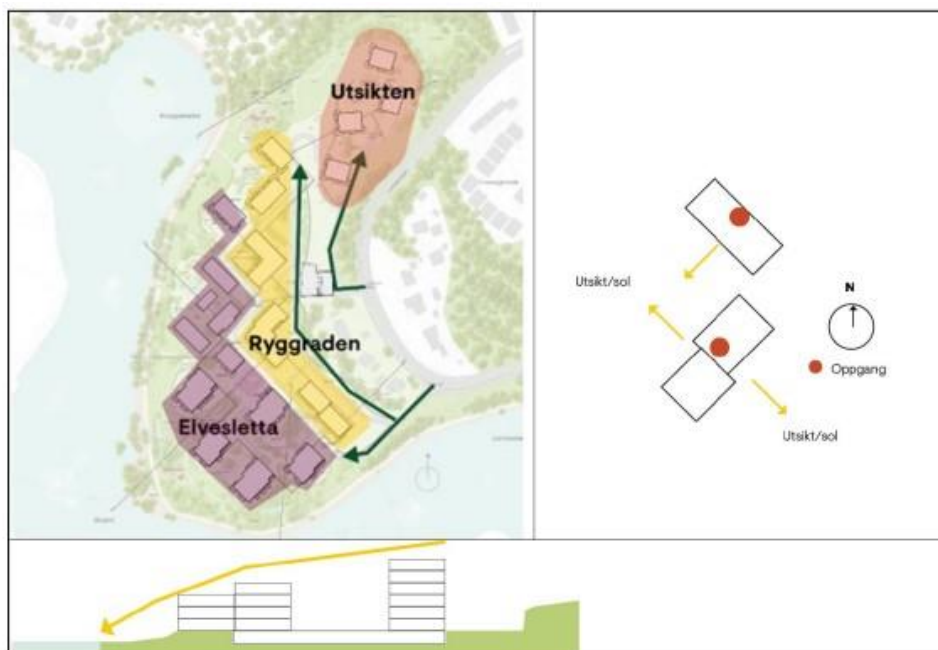 Utsikten
Ryggraden
Elvesletta
Utsikt/sol
N
Oppgang
Utsikt/sol